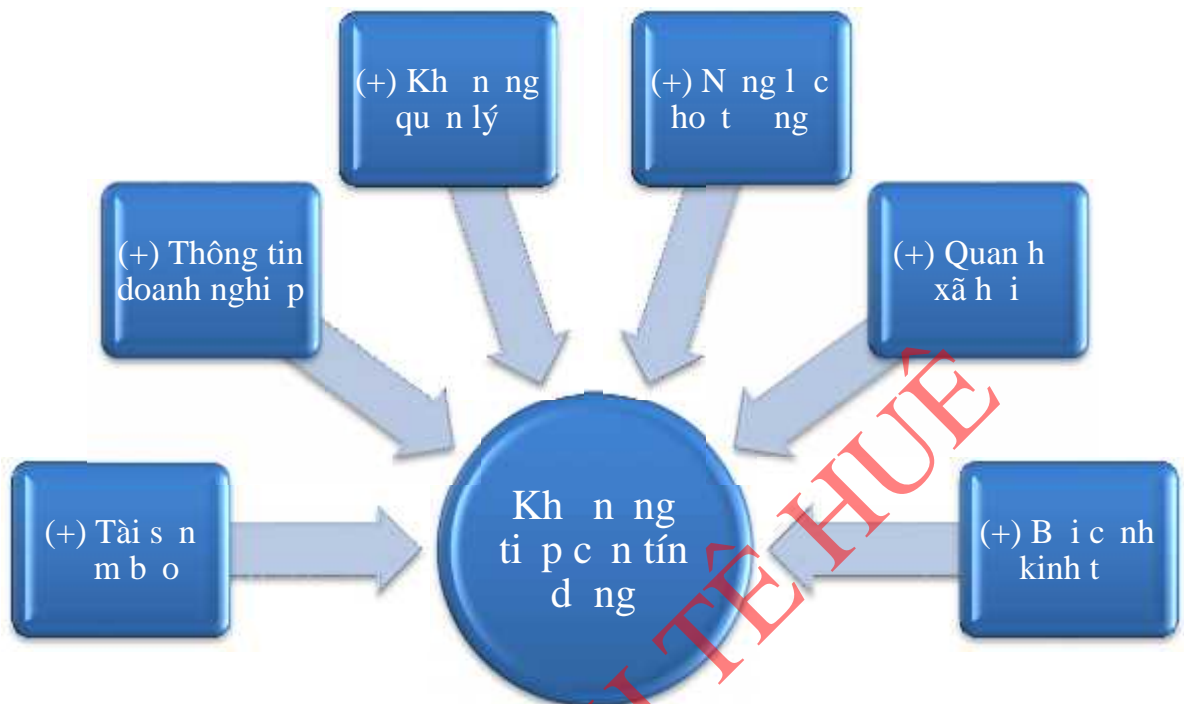 (+) Kh n ng
qu n lý
(+) N ng l c
ho t ng
(+) Thông tin
doanh nghi p
(+) Quan h
xã h i
(+) Tài s n
m b o
Kh n ng
ti p c n tín
d ng
(+) B i c nh
kinh t
TẾ HUẾ